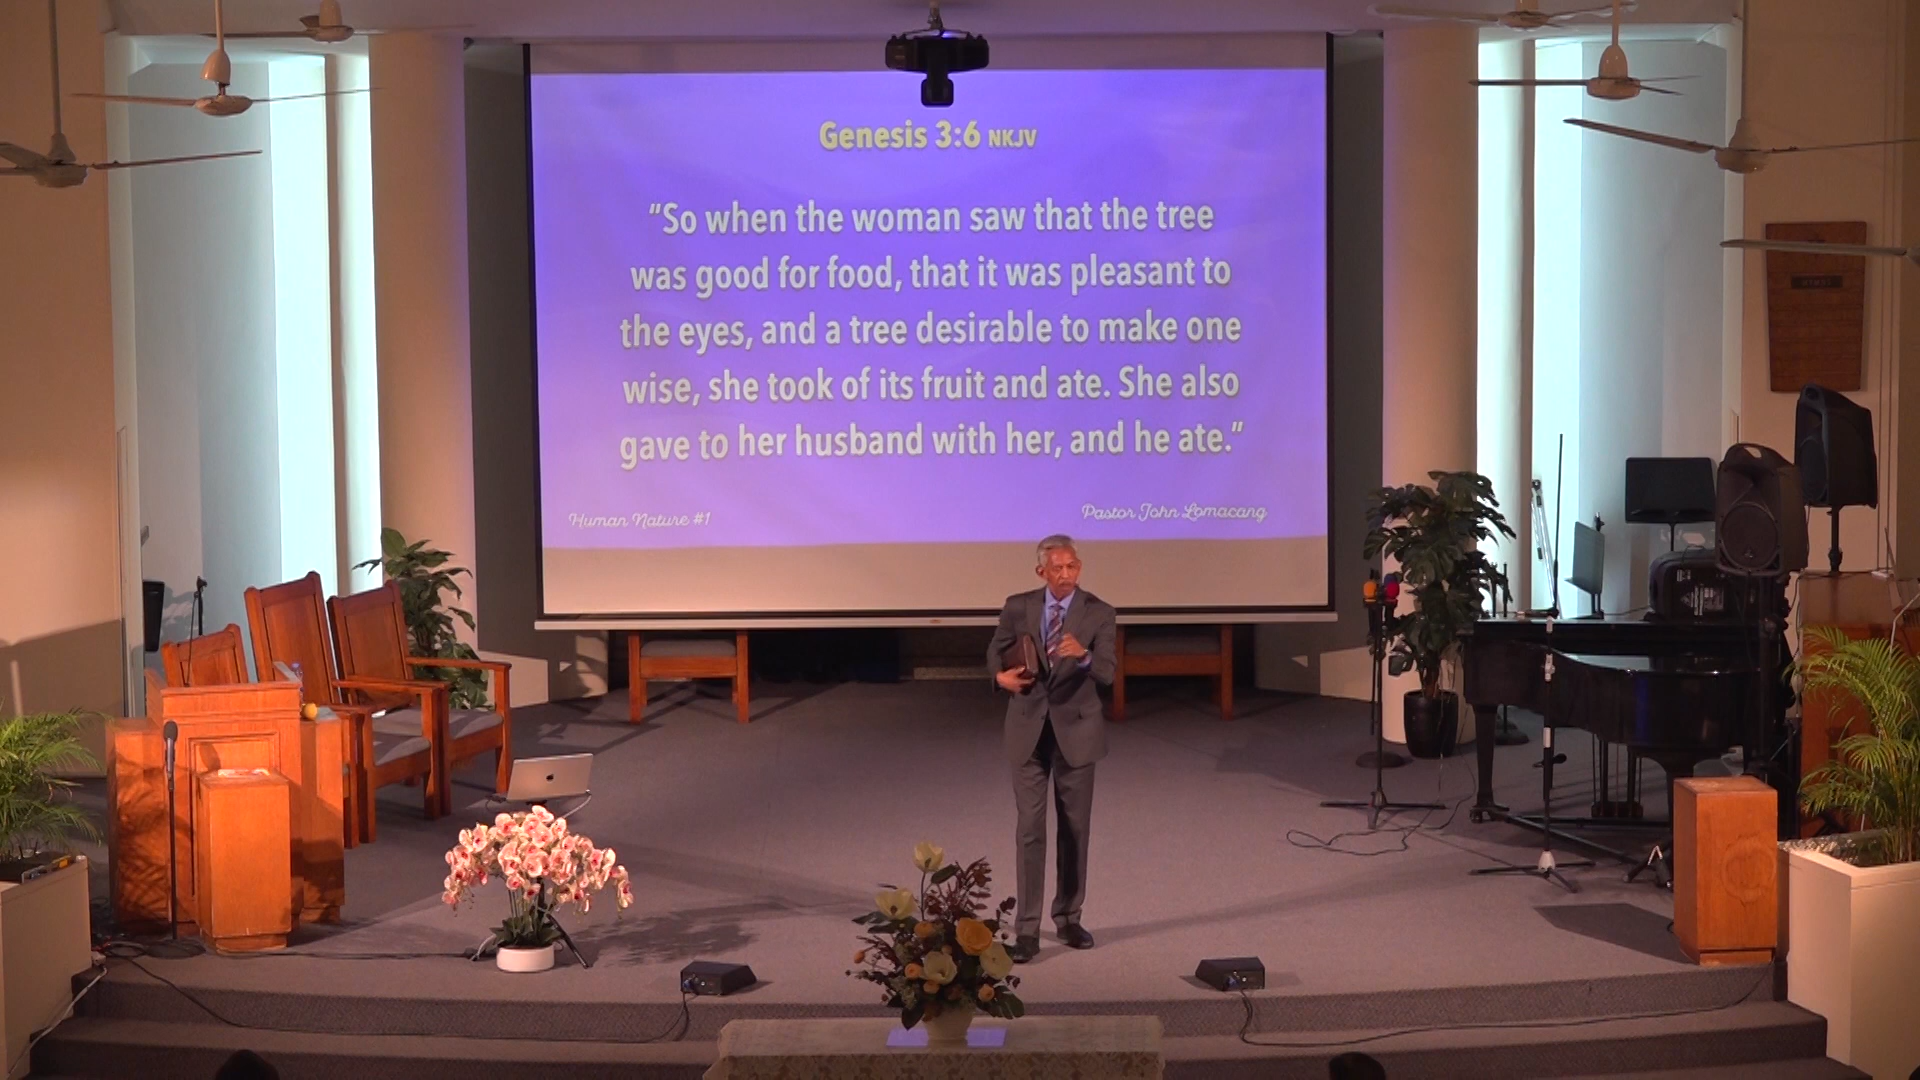 Genesis 3:6 NKJV
"So when the woman saw that the tree
was good for food, that it was pleasant to
the eyes, and a tree desirable to make one
wise, she took of its fruit and ate. She also
gave to her husband with her, and he ate."
Human Nature #1
Pastor John Lomacang